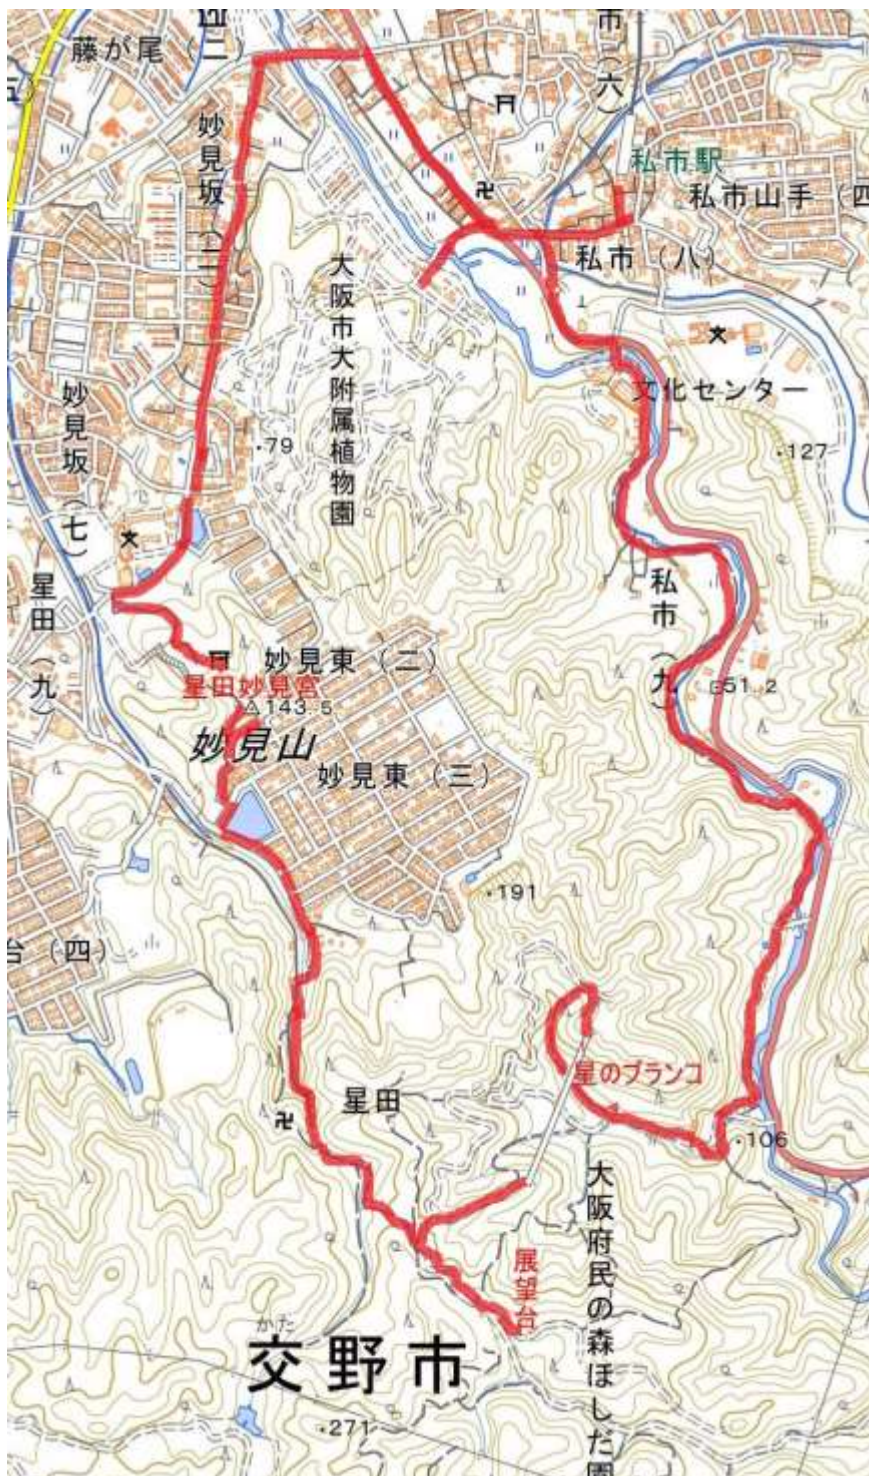 藤が尾(二)
市(六)
妙見坂(二)
私市駅
私市山手(四
私市(八)
大阪市大附属植物園
文化センター
妙見坂(七)
79
127
星田(九)
私市(九)
妙見東(二)
星田妙見宮
143.5
51.2
妙見山
妙見東(三)
191
台(四)
星のブランコ
星田
106
大阪府民の森ほしだ園
展望台
かた
交野市
271